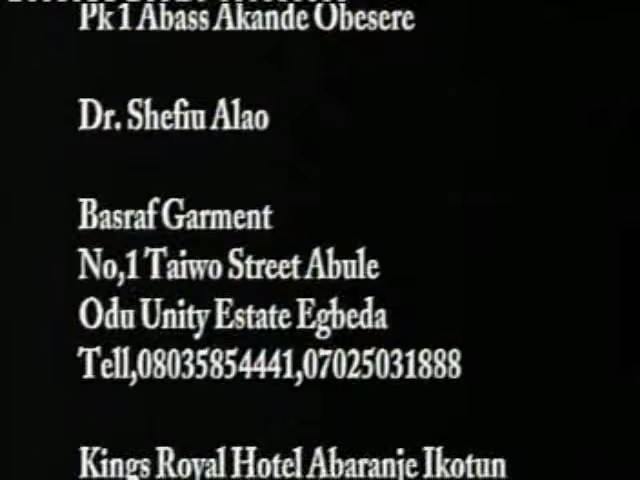 Pk 1 Abass Akande Obesere
Dr. Shefiu Alao
Basraf Garment
No,1 Taiwo Street Abule
Odu Unity Estate Egbeda
Tell,08035854441,07025031888
Kings Royal Hotel Abaranje Ikotun